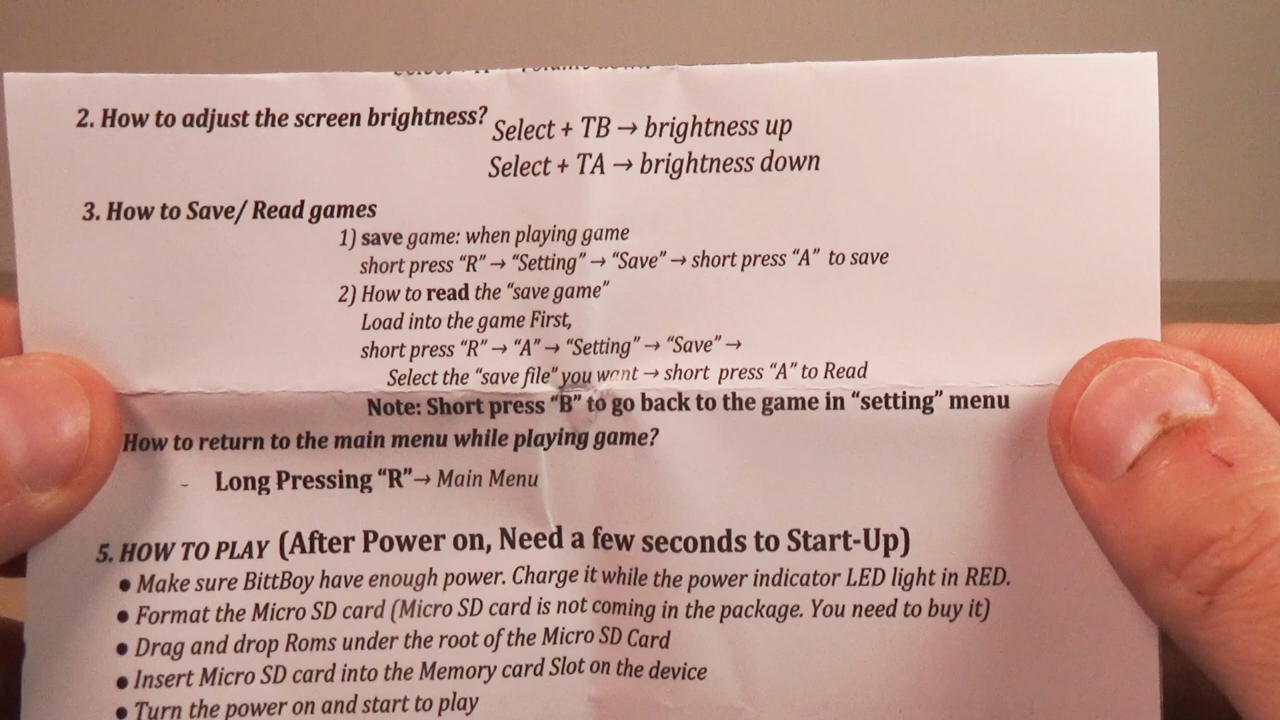 2. How to adjust the screen brightness?
Select + TB → brightness up
Select + TA → brightness down
3. How to Save/ Read games
1) save game: when playing game
short press “R” → “Setting” → “Save” → short press “A” to save
2) How to read the “save game”
Load into the game First,
short press “R” → “A” → “Setting” → “Save” →
Select the “save file” you want → short press “A” to Read
Note: Short press “B” to go back to the game in “setting” menu
How to return to the main menu while playing game?
- Long Pressing “R”→ Main Menu
5. HOW TO PLAY (After Power on, Need a few seconds to Start-Up)
● Make sure BittBoy have enough power. Charge it while the power indicator LED light in RED.
● Format the Micro SD card (Micro SD card is not coming in the package. You need to buy it)
● Drag and drop Roms under the root of the Micro SD Card
● Insert Micro SD card into the Memory card Slot on the device
● Turn the power on and start to play